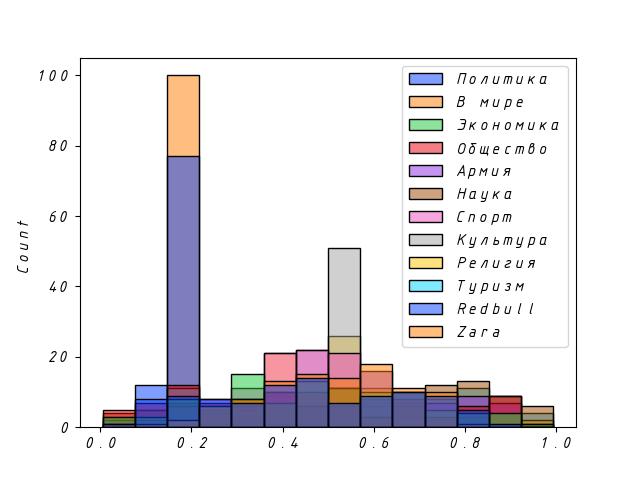 100
80
60
40
20
0
Count
0.0 0.2 0.4 0.6 0.8 1.0
Политика
В мире
Экономика
Общество
Армия
Наука
Спорт
Культура
Религия
Туризм
Redbull
Zara